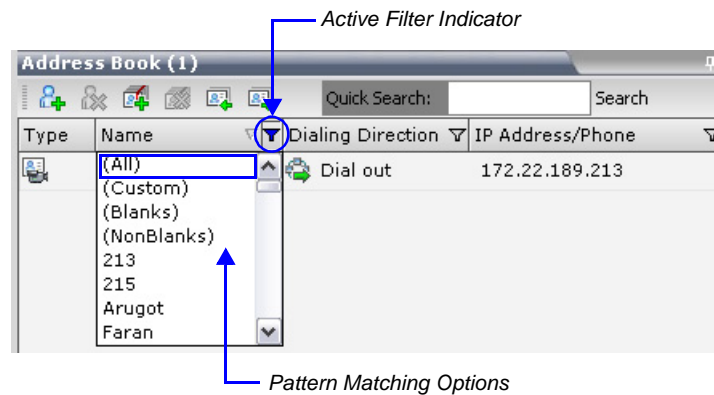 Active Filter Indicator
Address Book (1)
Quick Search: Search
Type Name Dialing Direction IP Address/Phone
(All) Dial out 172.22.189.213
(Custom)
(Blanks)
(NonBlanks)
213
215
Arugot
Faran
Pattern Matching Options